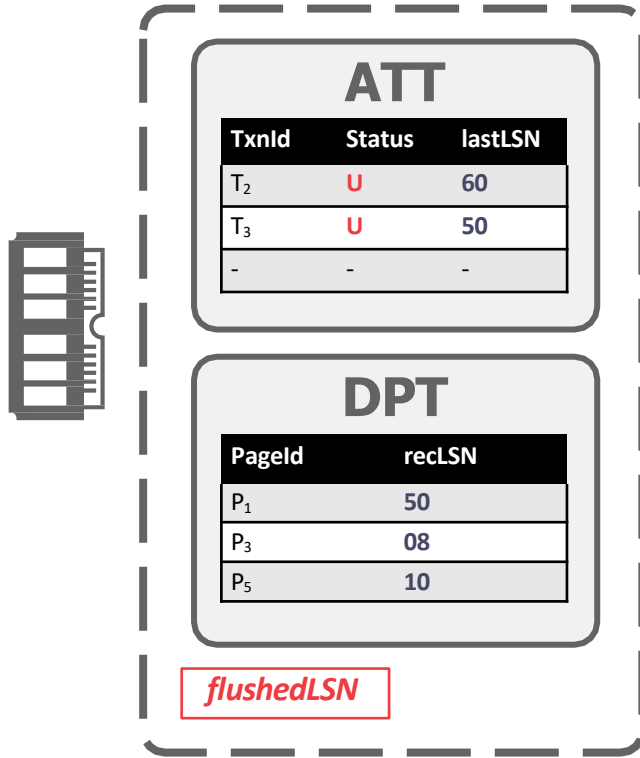 ATT
TxnId Status lastLSN
T₂ U 60
T₃ U 50
- - -
DPT
PageId recLSN
P₁ 50
P₃ 08
P₅ 10
flushedLSN